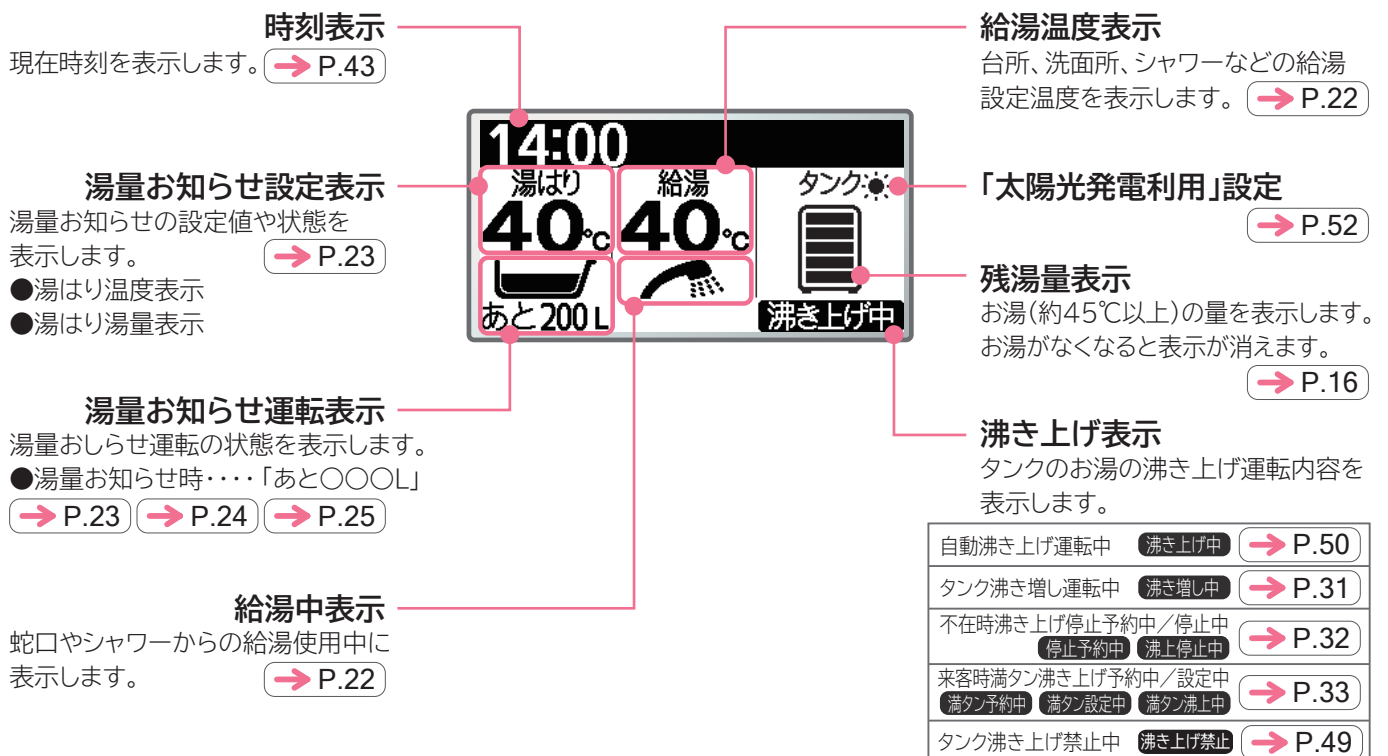 時刻表示
現在時刻を表示します。 → P.43
湯量お知らせ設定表示
湯量お知らせの設定値や状態を
表示します。 → P.23
●湯はり温度表示
●湯はり湯量表示
湯量お知らせ運転表示
湯量おしらせ運転の状態を表示します。
●湯量お知らせ時・・・・「あと〇〇〇L」
→ P.23 → P.24 → P.25
給湯中表示
蛇口やシャワーからの給湯使用中に
表示します。 → P.22
14:00
湯はり 給湯 タンク
40℃ 40℃
あと200L 沸き上げ中
給湯温度表示
台所、洗面所、シャワーなどの給湯
設定温度を表示します。 → P.22
「太陽光発電利用」設定
→ P.52
残湯量表示
お湯(約45℃以上)の量を表示します。
お湯がなくなると表示が消えます。
→ P.16
沸き上げ表示
タンクのお湯の沸き上げ運転内容を
表示します。
自動沸き上げ運転中 沸き上げ中 → P.50
タンク沸き増し運転中 沸き増し中 → P.31
不在時沸き上げ停止予約中／停止中
停止予約中 沸上停止中 → P.32
来客時満タン沸き上げ予約中／設定中
満タン予約中 満タン設定中 満タン沸上中 → P.33
タンク沸き上げ禁止中 沸き上げ禁止 → P.49